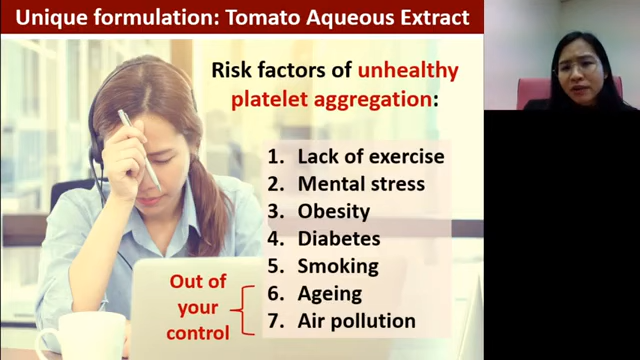 Unique formulation: Tomato Aqueous Extract
Risk factors of unhealthy
platelet aggregation:
1. Lack of exercise
2. Mental stress
3. Obesity
4. Diabetes
5. Smoking
6. Ageing
7. Air pollution
Out of
your
control